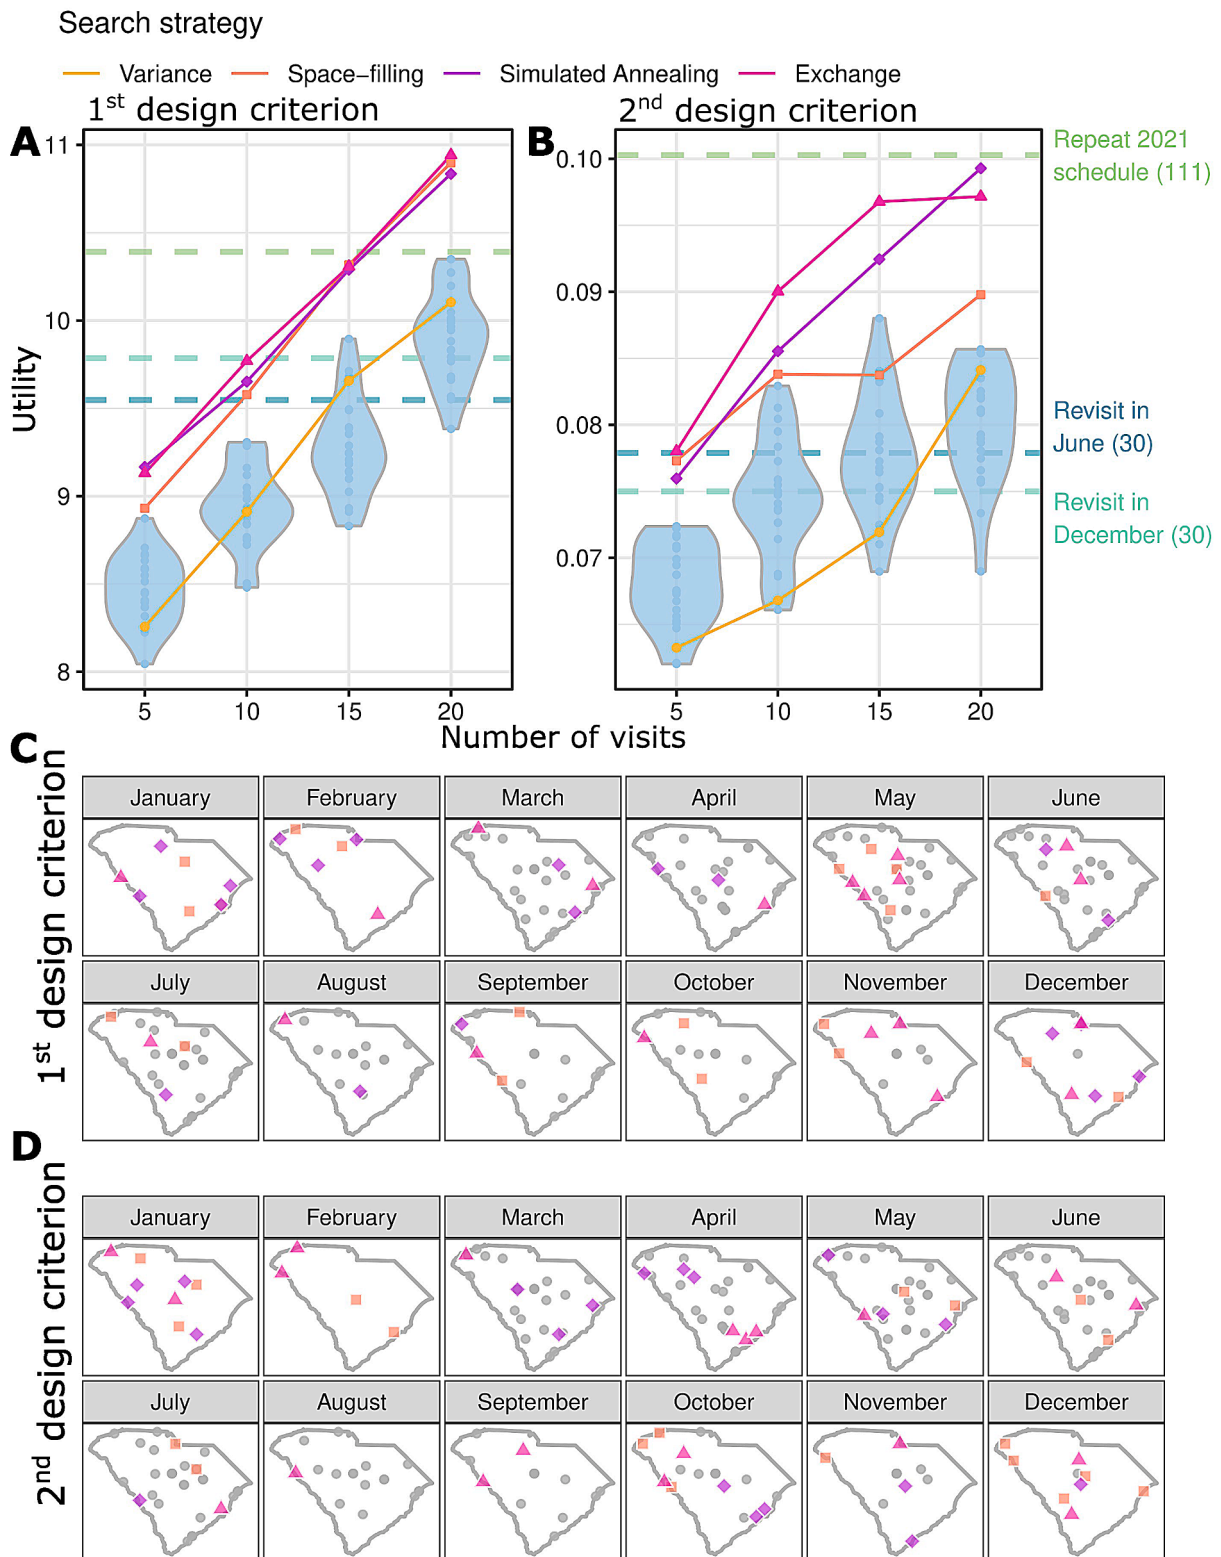 Search strategy
Variance Space-filling Simulated Annealing Exchange
1st design criterion
2nd design criterion
A
B
11
10
9
8
Utility
5 10 15 20
0.10
0.09
0.08
0.07
5 10 15 20
Number of visits
Repeat 2021
schedule (111)
Revisit in
June (30)
Revisit in
December (30)
C
1st design criterion
January February March April May June
July August September October November December
D
2nd design criterion
January February March April May June
July August September October November December